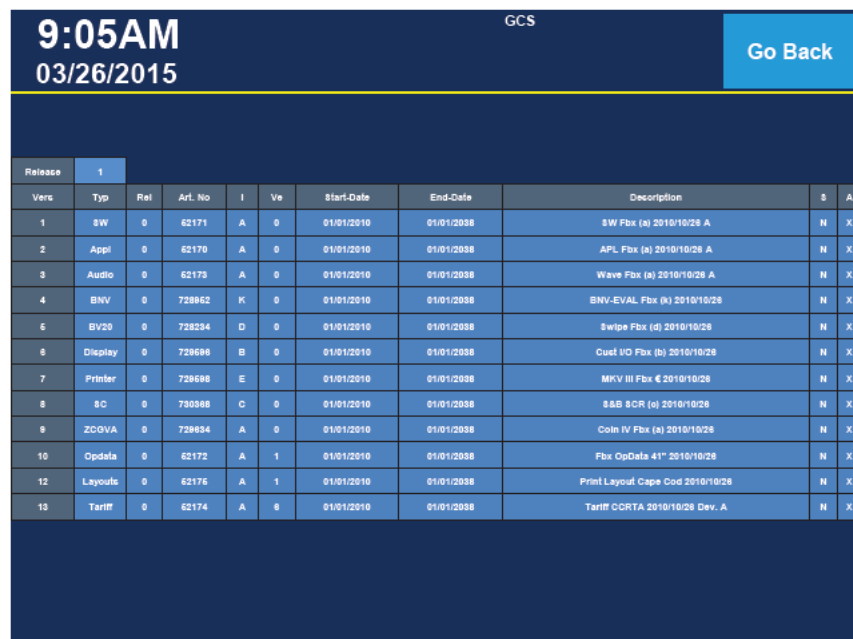 GCS
9:05AM
03/26/2015
Go Back
Release 1
Vers Typ Rel Art. No I Ve Start-Date End-Date Description S A
1 SW 0 52171 A 0 01/01/2010 01/01/2038 SW Fbx (a) 2010/10/26 A N X
2 Appl 0 52170 A 0 01/01/2010 01/01/2038 APL Fbx (a) 2010/10/26 A N X
3 Audio 0 52173 A 0 01/01/2010 01/01/2038 Wave Fbx (a) 2010/10/26 A N X
4 BNV 0 728952 K 0 01/01/2010 01/01/2038 BNV-EVAL Fbx (k) 2010/10/26 N X
5 BV20 0 728234 D 0 01/01/2010 01/01/2038 Swipe Fbx (d) 2010/10/26 N X
6 Display 0 729596 B 0 01/01/2010 01/01/2038 Cust I/O Fbx (b) 2010/10/26 N X
7 Printer 0 729598 E 0 01/01/2010 01/01/2038 MKV III Fbx € 2010/10/26 N X
8 SC 0 730368 C 0 01/01/2010 01/01/2038 S&B SCR (c) 2010/10/26 N X
9 ZCGVA 0 729634 A 0 01/01/2010 01/01/2038 Coin IV Fbx (a) 2010/10/26 N X
10 Opdata 0 52172 A 1 01/01/2010 01/01/2038 Fbx OpData 41" 2010/10/26 N X
12 Layouts 0 52175 A 1 01/01/2010 01/01/2038 Print Layout Cape Cod 2010/10/26 N X
13 Tariff 0 52174 A 6 01/01/2010 01/01/2038 Tariff CCRTA 2010/10/26 Dev. A N X